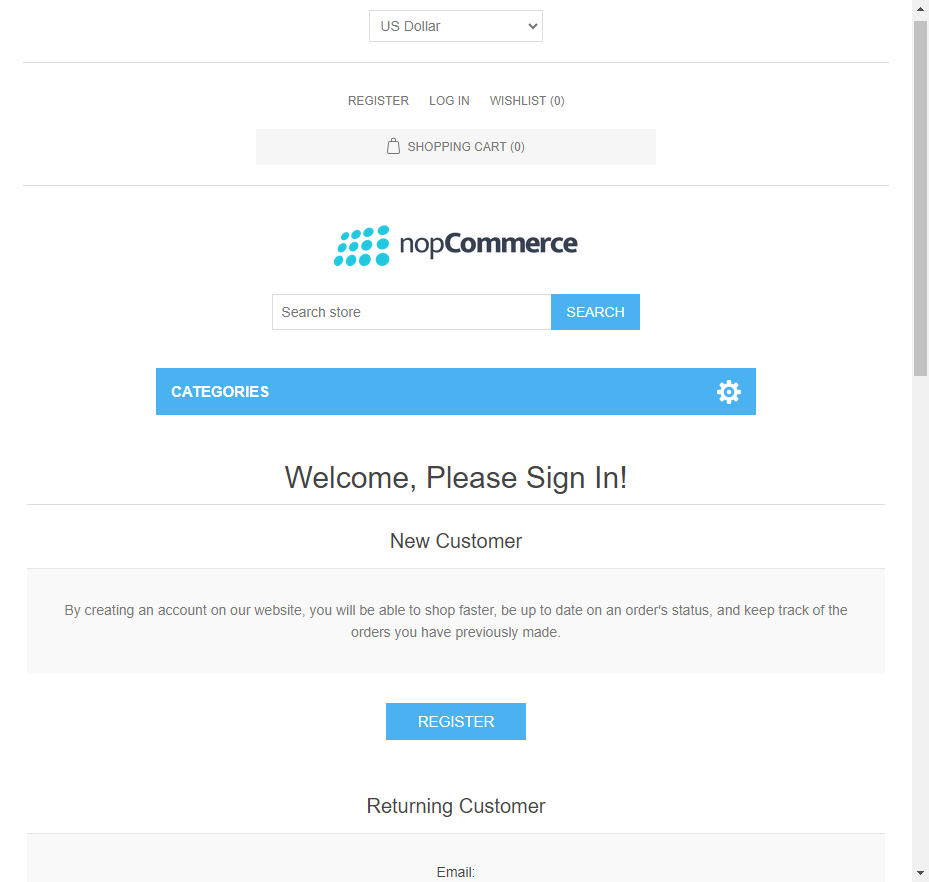 US Dollar
REGISTER LOG IN WISHLIST (0)
SHOPPING CART (0)
nopCommerce
Search store SEARCH
CATEGORIES
Welcome, Please Sign In!
New Customer
By creating an account on our website, you will be able to shop faster, be up to date on an order's status, and keep track of the
orders you have previously made.
REGISTER
Returning Customer
Email: